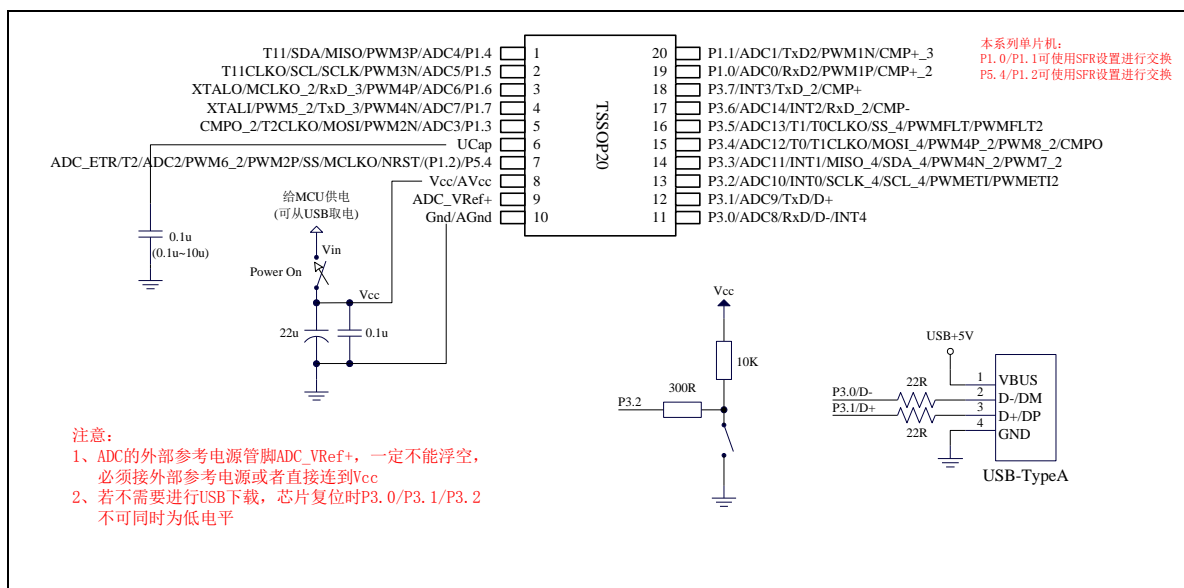 T11/SDA/MISO/PWM3P/ADC4/P1.4
T11CLKO/SCL/SCLK/PWM3N/ADC5/P1.5
XTALO/MCLKO_2/RxD_3/PWM4P/ADC6/P1.6
XTALI/PWM5_2/TxD_3/PWM4N/ADC7/P1.7
CMPO_2/T2CLKO/MOSI/PWM2N/ADC3/P1.3
UCap
ADC_ETR/T2/ADC2/PWM6_2/PWM2P/SS/MCLKO/NRST/(P1.2)/P5.4
Vcc/AVcc
ADC_VRef+
Gnd/AGnd
1
2
3
4
5
6
7
8
9
10
TSSOP20
20
19
18
17
16
15
14
13
12
11
P1.1/ADC1/TxD2/PWM1N/CMP+_3
P1.0/ADC0/RxD2/PWM1P/CMP+_2
P3.7/INT3/TxD_2/CMP+
P3.6/ADC14/INT2/RxD_2/CMP-
P3.5/ADC13/T1/T0CLKO/SS_4/PWMFLT/PWMFLT2
P3.4/ADC12/T0/T1CLKO/MOSI_4/PWM4P_2/PWM8_2/CMPO
P3.3/ADC11/INT1/MISO_4/SDA_4/PWM4N_2/PWM7_2
P3.2/ADC10/INT0/SCLK_4/SCL_4/PWMETI/PWMETI2
P3.1/ADC9/TxD/D+
P3.0/ADC8/RxD/D-/INT4
本系列单片机：
P1.0/P1.1可使用SFR设置进行交换
P5.4/P1.2可使用SFR设置进行交换
给MCU供电
(可从USB取电)
Vin
Power On
Vcc
22u
0.1u
0.1u
(0.1u~10u)
Vcc
10K
300R
P3.2
USB+5V
P3.0/D-
P3.1/D+
22R
22R
1
2
3
4
VBUS
D-/DM
D+/DP
GND
USB-TypeA
注意：
1、ADC的外部参考电源管脚ADC_VRef+，一定不能浮空，
必须接外部参考电源或者直接连到Vcc
2、若不需要进行USB下载，芯片复位时P3.0/P3.1/P3.2
不可同时为低电平